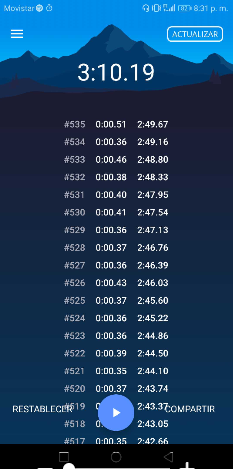 Movistar 8:31 p. m.
ACTUALIZAR
3:10.19
#535 0:00.51 2:49.67
#534 0:00.36 2:49.16
#533 0:00.46 2:48.80
#532 0:00.38 2:48.33
#531 0:00.40 2:47.95
#530 0:00.41 2:47.54
#529 0:00.36 2:47.13
#528 0:00.37 2:46.76
#527 0:00.36 2:46.39
#526 0:00.43 2:46.03
#525 0:00.37 2:45.60
#524 0:00.36 2:45.22
#523 0:00.36 2:44.86
#522 0:00.39 2:44.50
#521 0:00.35 2:44.10
#520 0:00.37 2:43.74
RESTABLECER #519 2:43.37 COMPARTIR
#518 2:43.05
#517 0:00.35 2:42.66